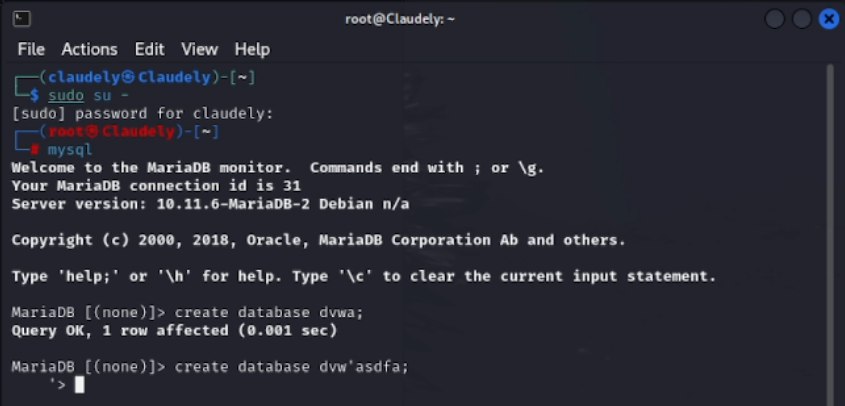 root@Claudely: ~
File Actions Edit View Help
┌──(claudely㉿Claudely)-[~]
└─$ sudo su -
[sudo] password for claudely:
┌──(root㉿Claudely)-[~]
└─# mysql
Welcome to the MariaDB monitor.  Commands end with ; or \g.
Your MariaDB connection id is 31
Server version: 10.11.6-MariaDB-2 Debian n/a

Copyright (c) 2000, 2018, Oracle, MariaDB Corporation Ab and others.

Type 'help;' or '\h' for help. Type '\c' to clear the current input statement.

MariaDB [(none)]> create database dvwa;
Query OK, 1 row affected (0.001 sec)

MariaDB [(none)]> create database dvw'asdfa;
    '>